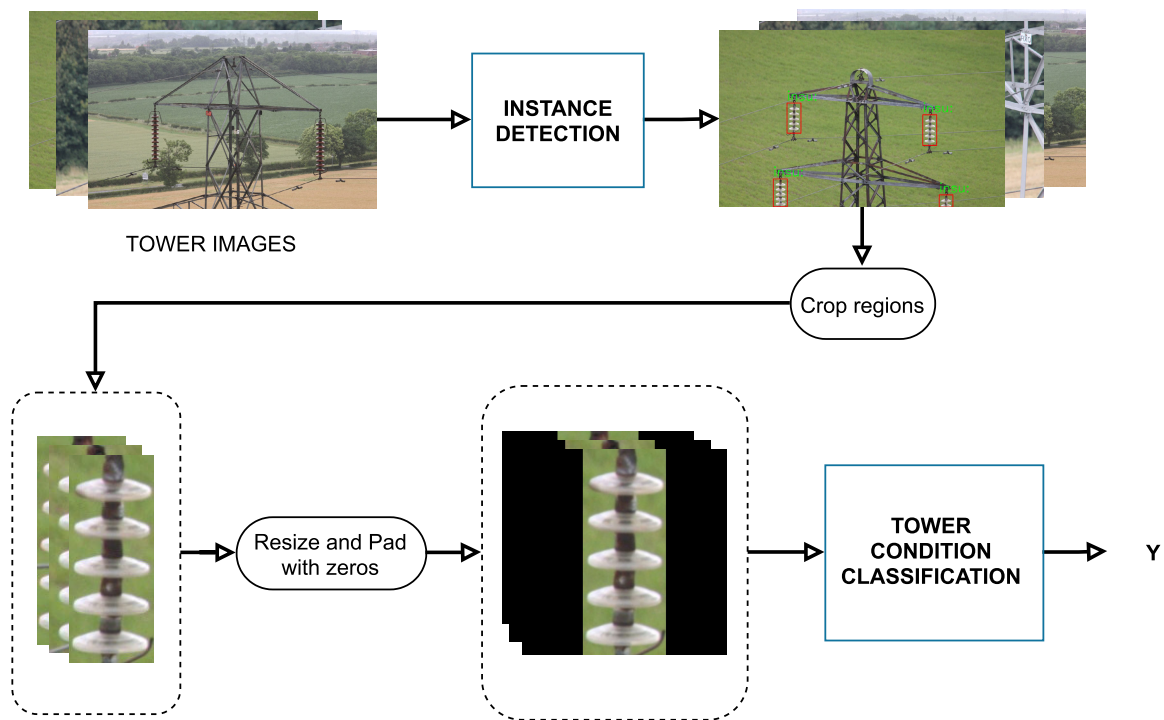 INSTANCE
DETECTION
TOWER IMAGES
Crop regions
Resize and Pad
with zeros
TOWER
CONDITION
CLASSIFICATION
Y